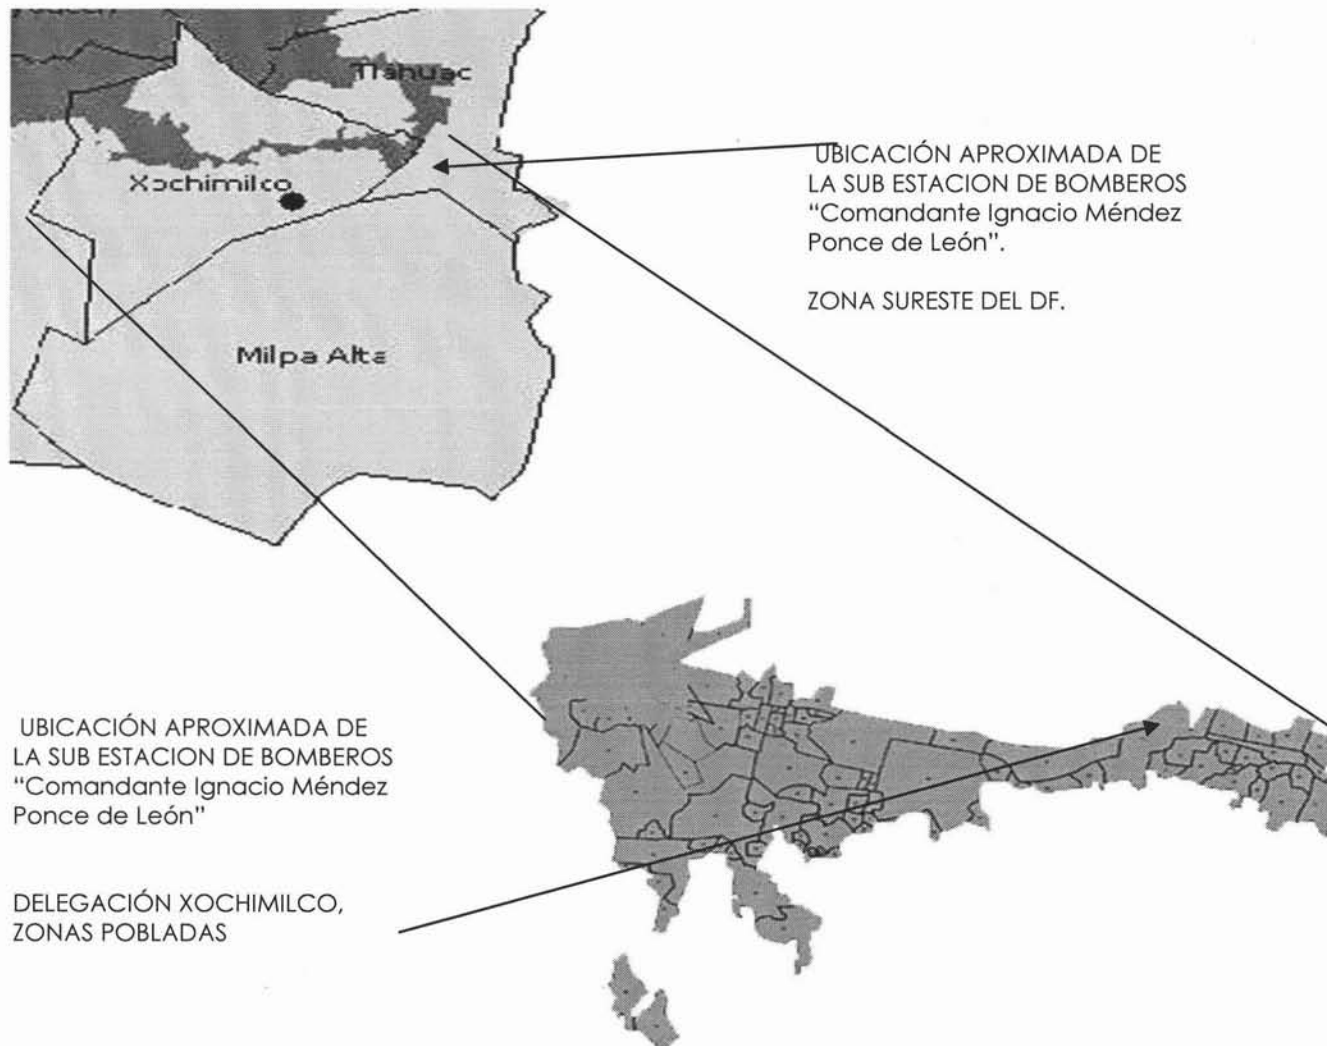 Tlahuac
UBICACIÓN APROXIMADA DE
LA SUB ESTACION DE BOMBEROS
“Comandante Ignacio Méndez
Ponce de León”.
ZONA SURESTE DEL DF.
Xochimilco
Milpa Alta
UBICACIÓN APROXIMADA DE
LA SUB ESTACION DE BOMBEROS
“Comandante Ignacio Méndez
Ponce de León”
DELEGACIÓN XOCHIMILCO,
ZONAS POBLADAS